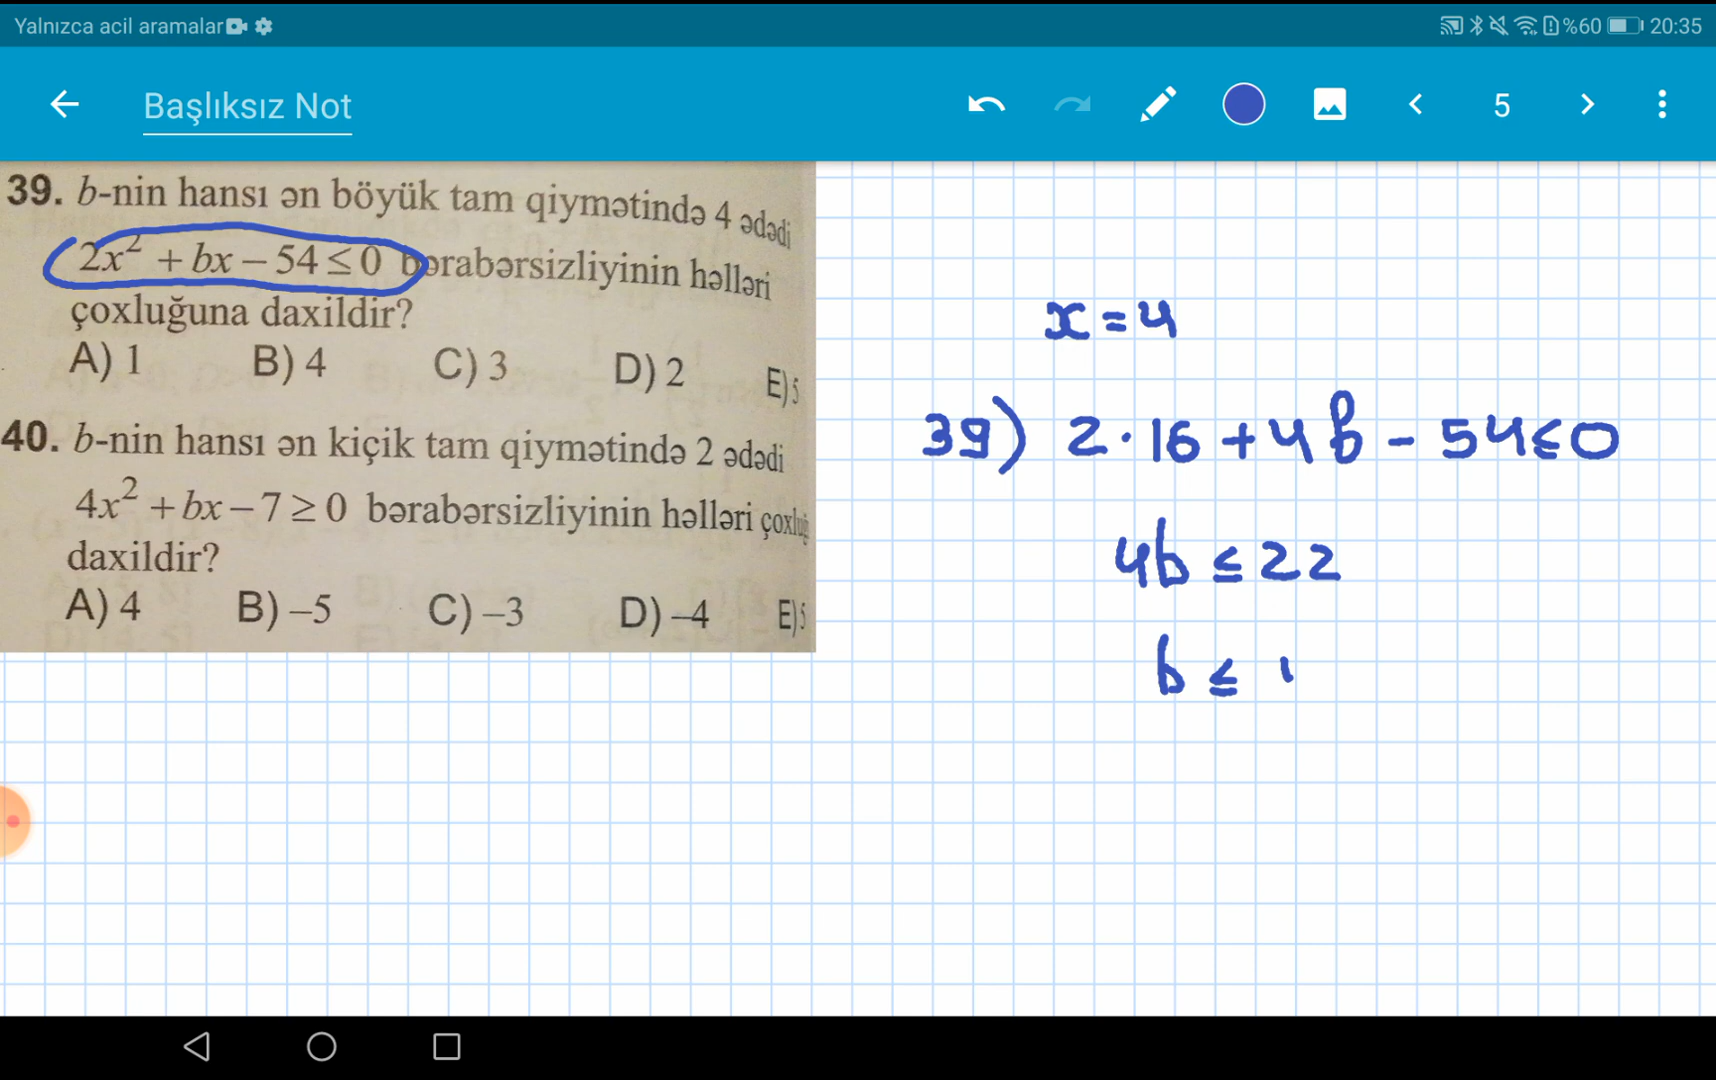 Yalnızca acil aramalar %60 20:35
Başlıksız Not 5
39. b-nin hansı ən böyük tam qiymətində 4 ədədi
2x² + bx − 54 ≤ 0 bərabərsizliyinin həlləri
çoxluğuna daxildir?
A) 1 B) 4 C) 3 D) 2 E) 5
40. b-nin hansı ən kiçik tam qiymətində 2 ədədi
4x² + bx − 7 ≥ 0 bərabərsizliyinin həlləri
daxildir?
A) 4 B) −5 C) −3 D) −4 E) 5
x = 4
39) 2·16 + 4b − 54 ≤ 0
4b ≤ 22
b ≤